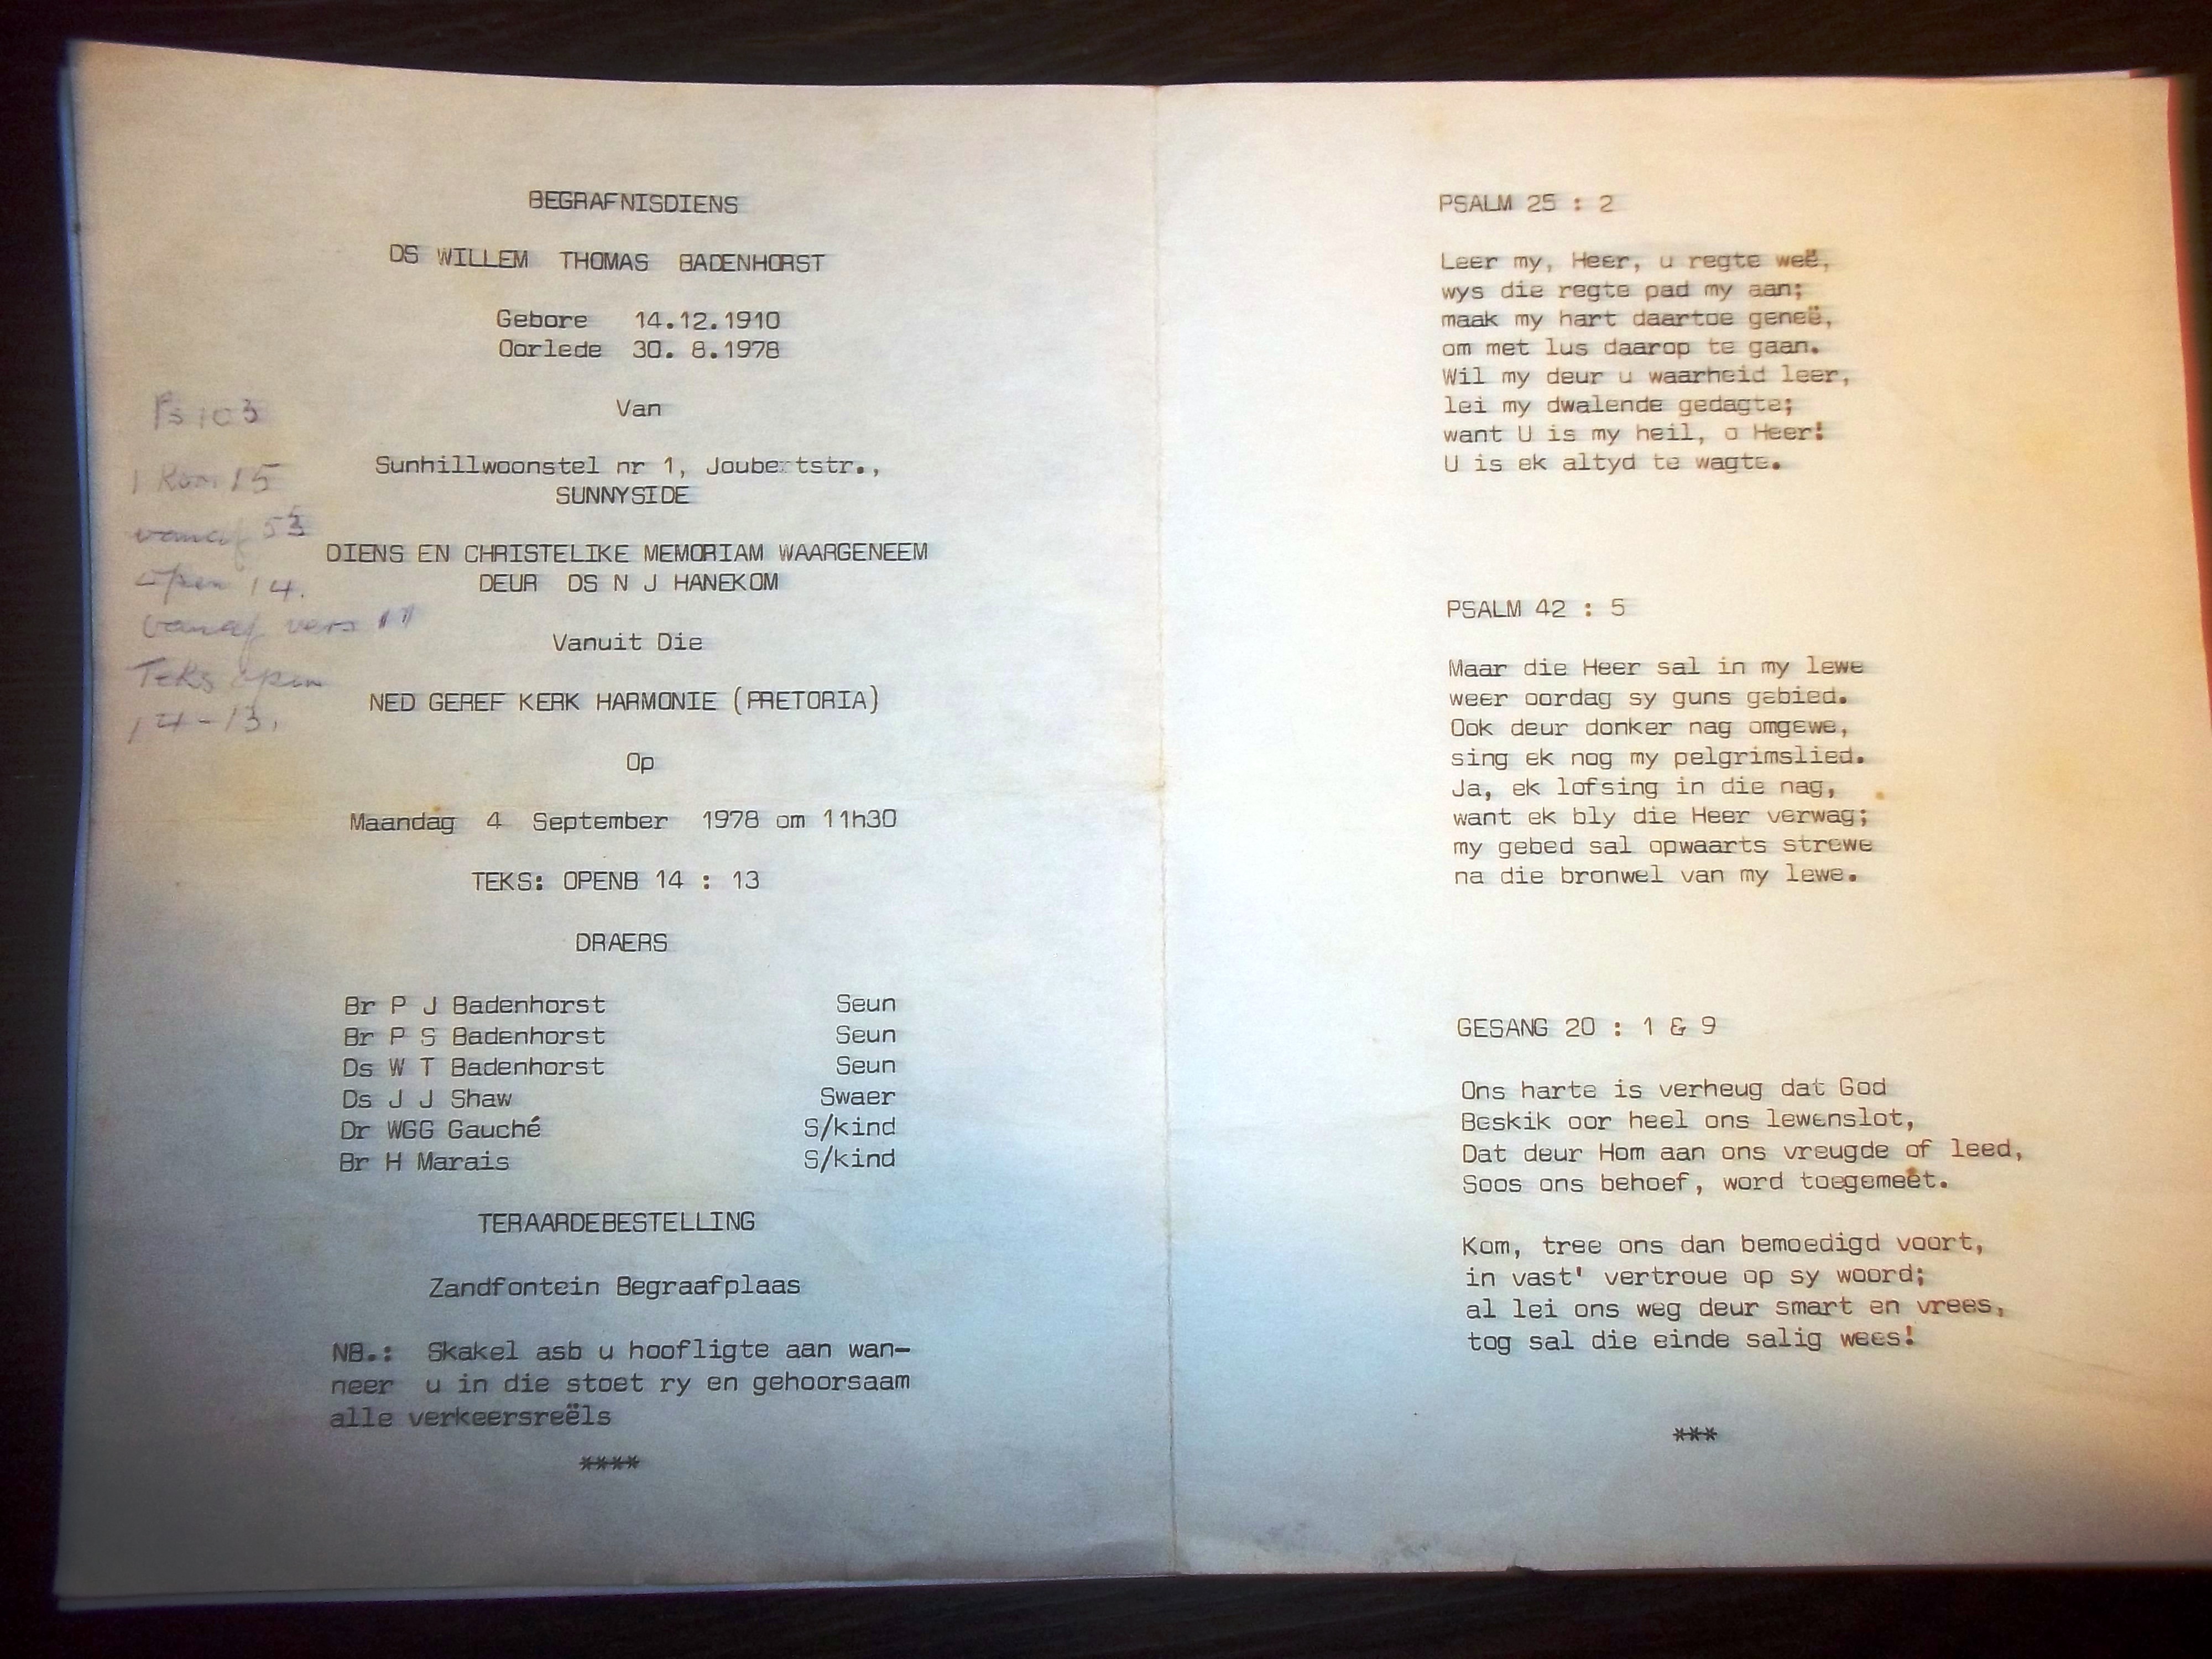 BEGRAFNISDIENS
DS WILLEM THOMAS BADENHORST
Gebore 14.12.1910
Oorlede 30. 8.1978
Van
Sunhillwoonstel nr 1, Joubertstr.,
SUNNYSIDE
DIENS EN CHRISTELIKE MEMORIAM WAARGENEEM
DEUR DS N J HANEKOM
Vanuit Die
NED GEREF KERK HARMONIE (PRETORIA)
Op
Maandag 4 September 1978 om 11h30
TEKS: OPENB 14 : 13
DRAERS
Br P J Badenhorst Seun
Br P S Badenhorst Seun
Ds W T Badenhorst Seun
Ds J J Shaw Swaer
Dr WGG Gauché S/kind
Br H Marais S/kind
TERAARDEBESTELLING
Zandfontein Begraafplaas
NB.: Skakel asb u hoofligte aan wan-
neer u in die stoet ry en gehoorsaam
alle verkeersreëls
****
Ps 103
1 Kor 15
vanaf 53
open 14.
vanaf vers 11
Teks open
14-13.
PSALM 25 : 2
Leer my, Heer, u regte weë,
wys die regte pad my aan;
maak my hart daartoe geneë,
om met lus daarop te gaan.
Wil my deur u waarheid leer,
lei my dwalende gedagte;
want U is my heil, o Heer!
U is ek altyd te wagte.
PSALM 42 : 5
Maar die Heer sal in my lewe
weer oordag sy guns gebied.
Ook deur donker nag omgewe,
sing ek nog my pelgrimslied.
Ja, ek lofsing in die nag,
want ek bly die Heer verwag;
my gebed sal opwaarts strewe
na die bronwel van my lewe.
GESANG 20 : 1 & 9
Ons harte is verheug dat God
Beskik oor heel ons lewenslot,
Dat deur Hom aan ons vreugde of leed,
Soos ons behoef, word toegemeet.
Kom, tree ons dan bemoedigd voort,
in vast' vertroue op sy woord;
al lei ons weg deur smart en vrees,
tog sal die einde salig wees!
***